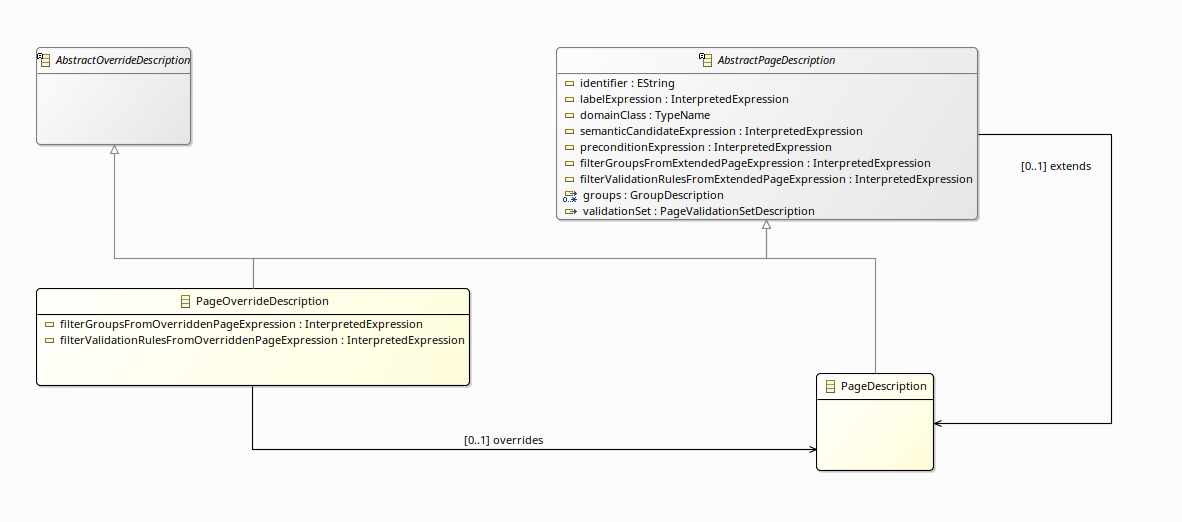 AbstractOverrideDescription
AbstractPageDescription
identifier : EString
labelExpression : InterpretedExpression
domainClass : TypeName
semanticCandidateExpression : InterpretedExpression
preconditionExpression : InterpretedExpression
filterGroupsFromExtendedPageExpression : InterpretedExpression
filterValidationRulesFromExtendedPageExpression : InterpretedExpression
0..* groups : GroupDescription
validationSet : PageValidationSetDescription
[0..1] extends
PageOverrideDescription
filterGroupsFromOverriddenPageExpression : InterpretedExpression
filterValidationRulesFromOverriddenPageExpression : InterpretedExpression
PageDescription
[0..1] overrides